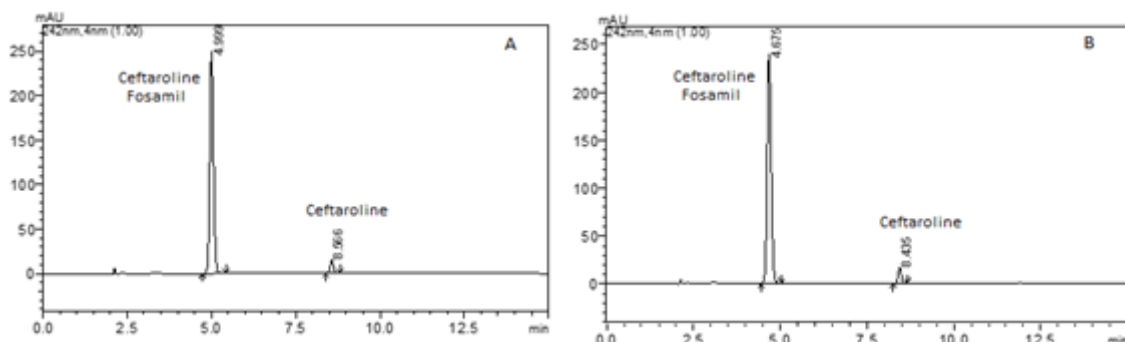 mAU
242nm,4nm (1.00)
A
250
4.999
Ceftaroline
Fosamil
200
150
100
Ceftaroline
50
8.566
0
0.0 2.5 5.0 7.5 10.0 12.5 min
mAU
242nm,4nm (1.00)
B
250
4.675
Ceftaroline
Fosamil
200
150
100
Ceftaroline
50
8.435
0
0.0 2.5 5.0 7.5 10.0 12.5 min